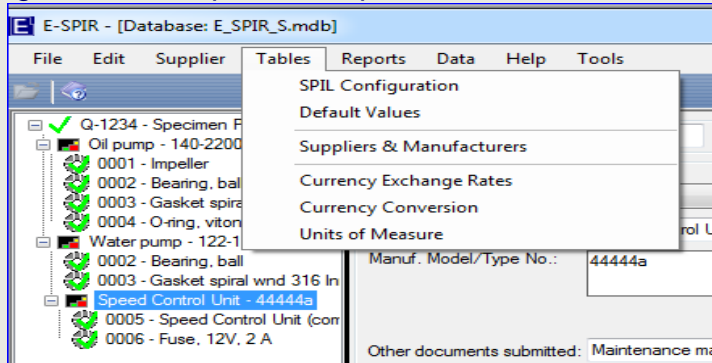 E-SPIR - [Database: E_SPIR_S.mdb]
File Edit Supplier Tables Reports Data Help Tools
SPIL Configuration
Default Values
Suppliers & Manufacturers
Currency Exchange Rates
Currency Conversion
Units of Measure
Q-1234 - Specimen
Oil pump - 140-2200
0001 - Impeller
0002 - Bearing, ball
0003 - Gasket spira
0004 - O-ring, viton
Water pump - 122-1
0002 - Bearing, ball
0003 - Gasket spiral wnd 316 In
Speed Control Unit - 44444a
0005 - Speed Control Unit (com
0006 - Fuse, 12V, 2 A
rol U
Manuf. Model/Type No.: 44444a
Other documents submitted: Maintenance ma